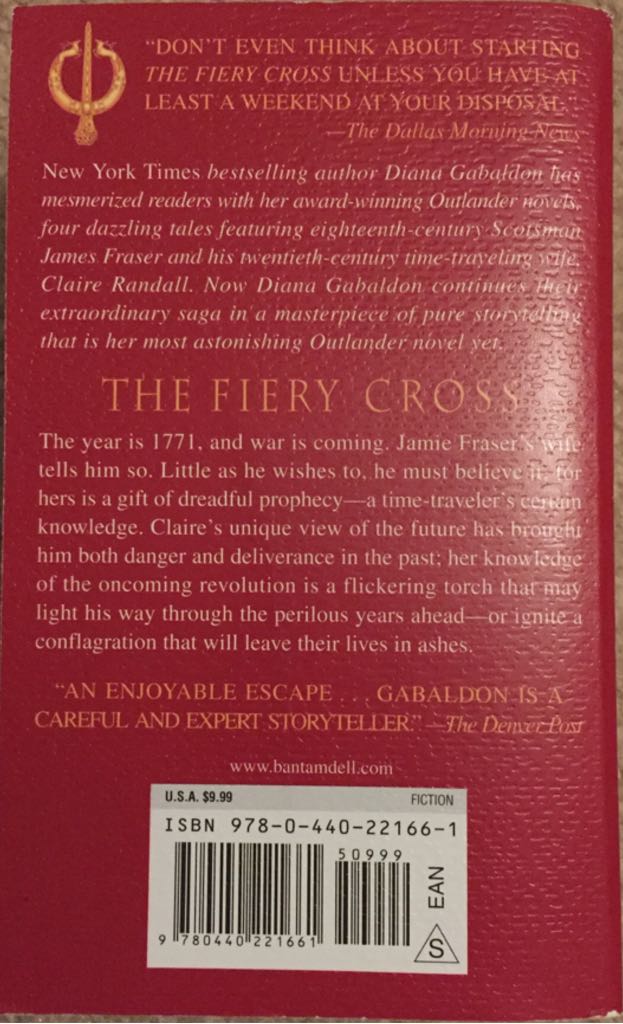 "DON'T EVEN THINK ABOUT STARTING
THE FIERY CROSS UNLESS YOU HAVE AT
LEAST A WEEKEND AT YOUR DISPOSAL."
—The Dallas Morning News
New York Times bestselling author Diana Gabaldon has
mesmerized readers with her award-winning Outlander novels,
four dazzling tales featuring eighteenth-century Scotsman
James Fraser and his twentieth-century time-traveling wife,
Claire Randall. Now Diana Gabaldon continues their
extraordinary saga in a masterpiece of pure storytelling
that is her most astonishing Outlander novel yet.
THE FIERY CROSS
The year is 1771, and war is coming. Jamie Fraser's wife
tells him so. Little as he wishes to, he must believe it, for
hers is a gift of dreadful prophecy—a time-traveler's certain
knowledge. Claire's unique view of the future has brought
him both danger and deliverance in the past; her knowledge
of the oncoming revolution is a flickering torch that may
light his way through the perilous years ahead—or ignite a
conflagration that will leave their lives in ashes.
"AN ENJOYABLE ESCAPE . . . GABALDON IS A
CAREFUL AND EXPERT STORYTELLER." —The Denver Post
www.bantamdell.com
U.S.A. $9.99 FICTION
ISBN 978-0-440-22166-1
50999
EAN
9 780440 221661
S